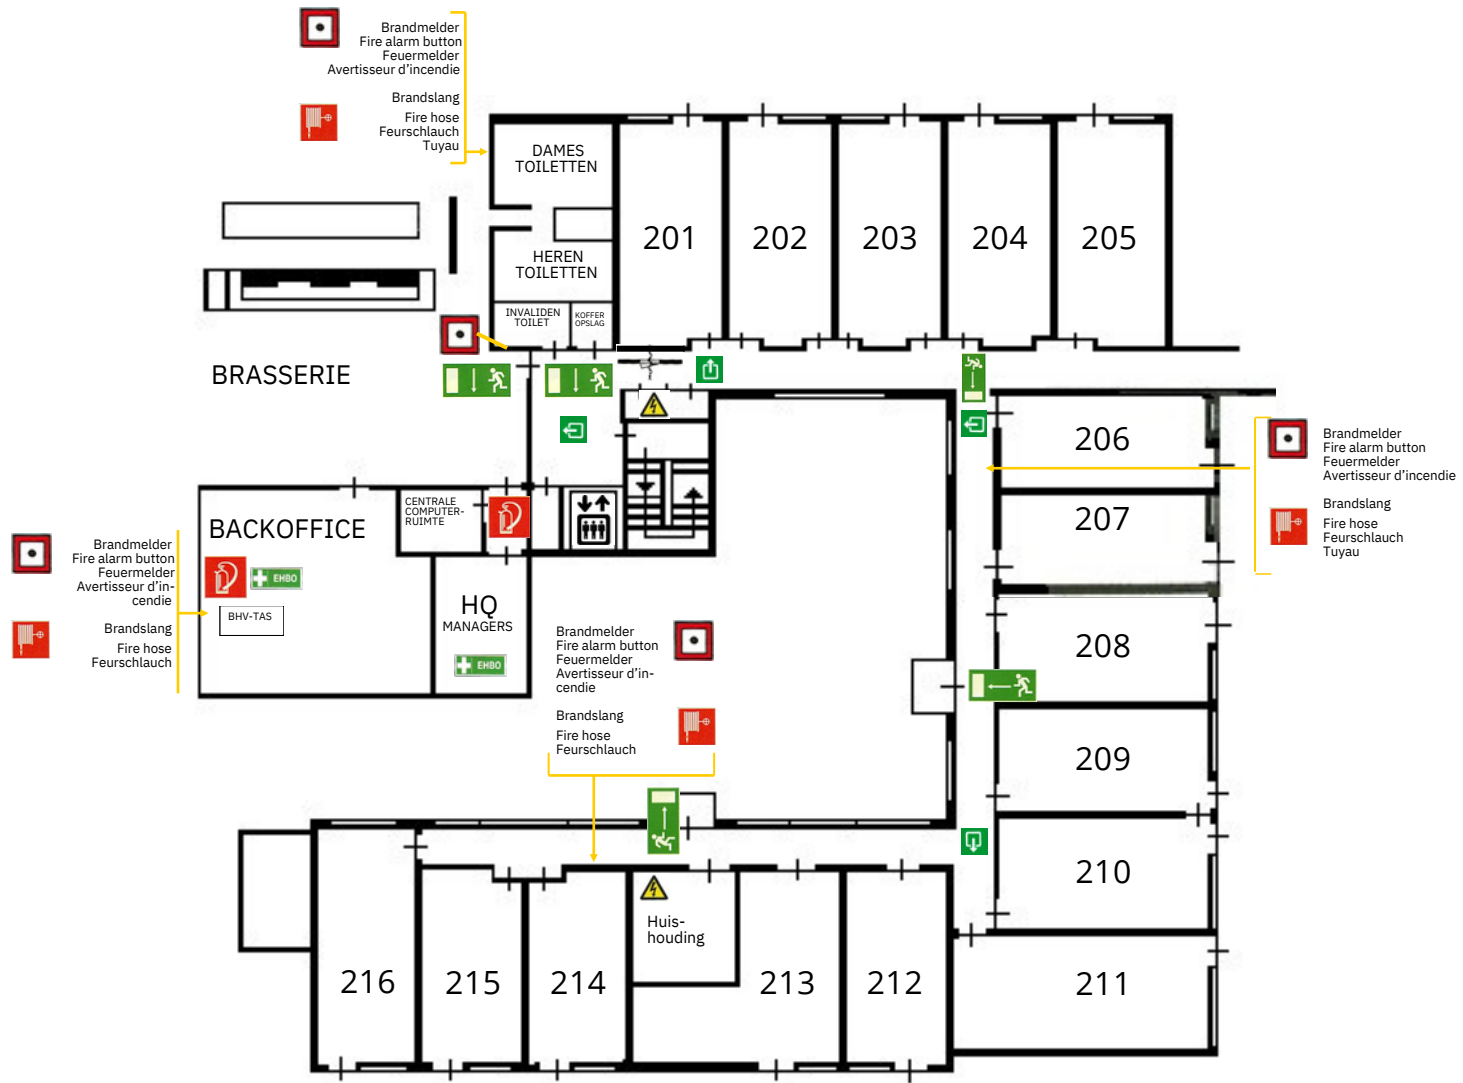 Brandmelder
Fire alarm button
Feuermelder
Avertisseur d'incendie
Brandslang
Fire hose
Feurschlauch
Tuyau
DAMES
TOILETTEN
HEREN
TOILETTEN
INVALIDEN
TOILET
KOFFER
OPSLAG
201
202
203
204
205
BRASSERIE
206
207
208
209
210
211
Brandmelder
Fire alarm button
Feuermelder
Avertisseur d'incendie
Brandslang
Fire hose
Feurschlauch
Tuyau
CENTRALE
COMPUTER-
RUIMTE
BACKOFFICE
EHBO
BHV-TAS
Brandmelder
Fire alarm button
Feuermelder
Avertisseur d'in-
cendie
Brandslang
Fire hose
Feurschlauch
HQ
MANAGERS
EHBO
Brandmelder
Fire alarm button
Feuermelder
Avertisseur d'in-
cendie
Brandslang
Fire hose
Feurschlauch
Huis-
houding
216
215
214
213
212